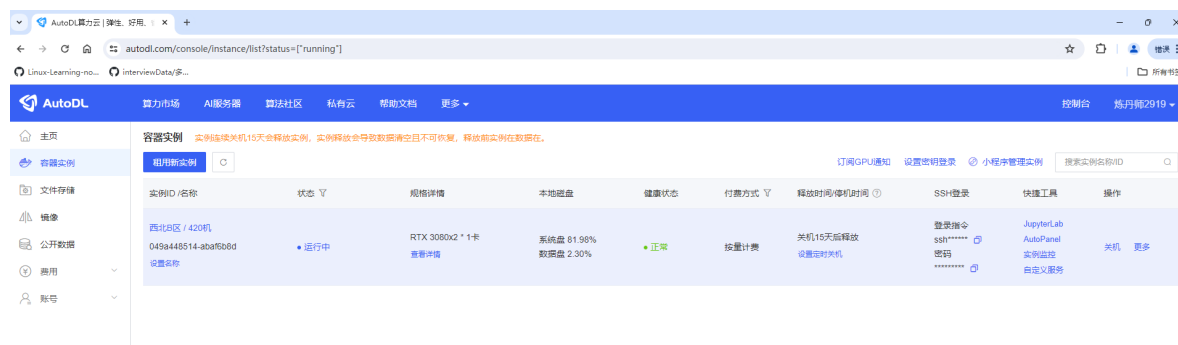 AutoDL算力云 | 弹性、好用、
autodl.com/console/instance/list?status=["running"]
错误
Linux-Learning-no... interviewData/多...
所有书签
AutoDL 算力市场 AI服务器 算法社区 私有云 帮助文档 更多 控制台 炼丹师2919
主页
容器实例
文件存储
镜像
公开数据
费用
账号
容器实例 实例连续关机15天会释放实例，实例释放会导致数据清空且不可恢复，释放前实例在数据在。
租用新实例 订阅GPU通知 设置密钥登录 小程序管理实例 搜索实例名称/ID
实例ID /名称 状态 规格详情 本地磁盘 健康状态 付费方式 释放时间/停机时间 SSH登录 快捷工具 操作
西北B区 / 420机
049a448514-abaf6b8d
设置名称
运行中
RTX 3080x2 * 1卡
查看详情
系统盘 81.98%
数据盘 2.30%
正常
按量计费
关机15天后释放
设置定时关机
登录指令
ssh******
密码
*********
JupyterLab
AutoPanel
实例监控
自定义服务
关机 更多